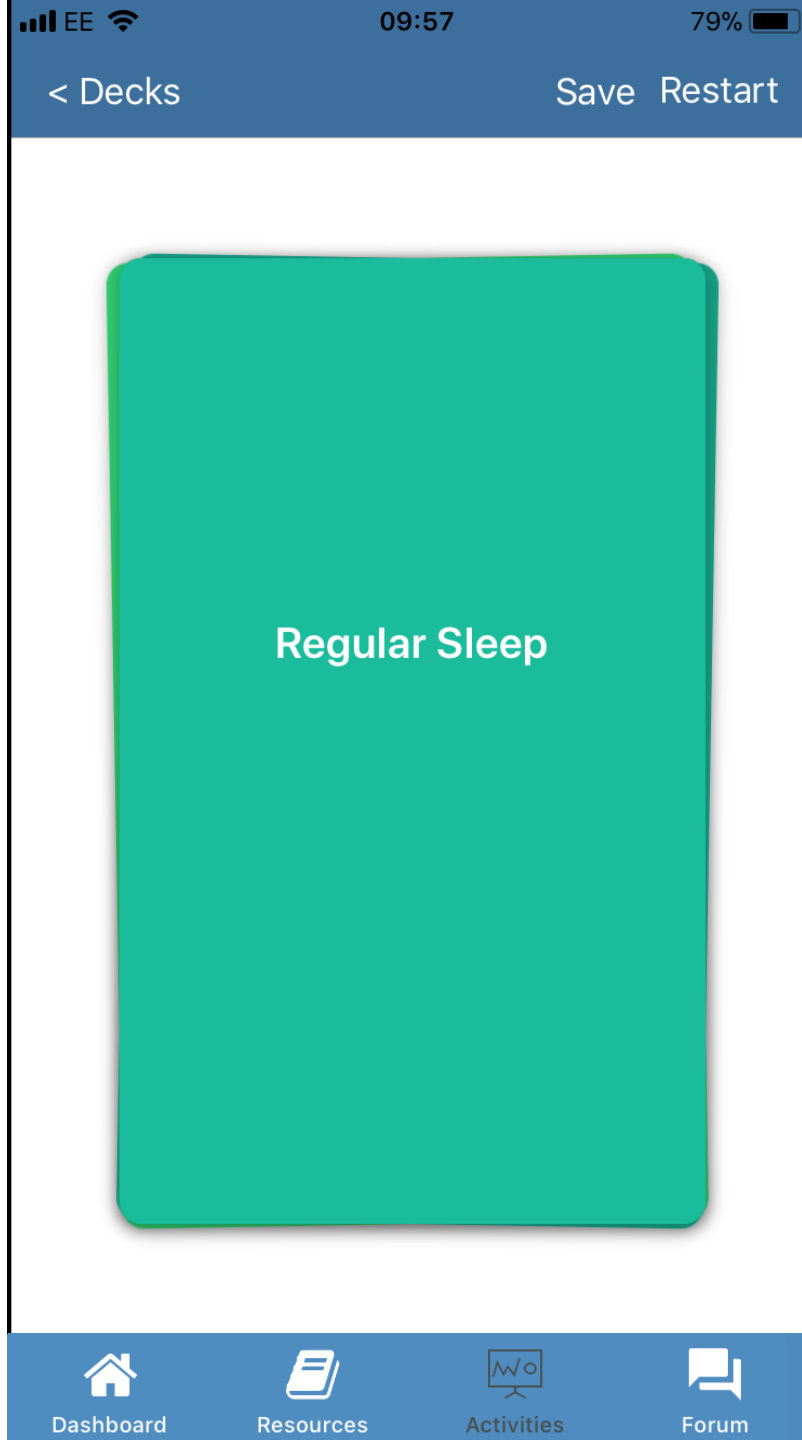 EE 09:57 79%
< Decks Save Restart
Regular Sleep
Dashboard Resources Activities Forum